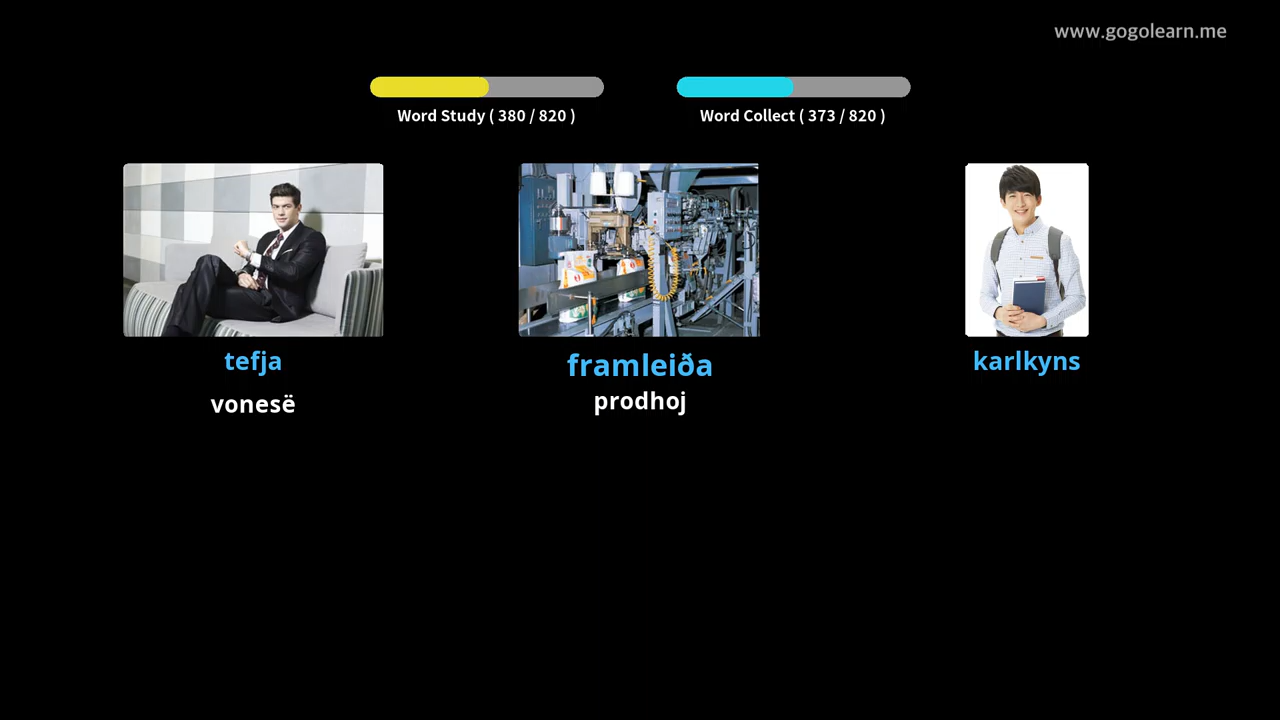 www.gogolearn.me
Word Study ( 380 / 820 )
Word Collect ( 373 / 820 )
tefja
framleiða
karlkyns
vonesë
prodhoj